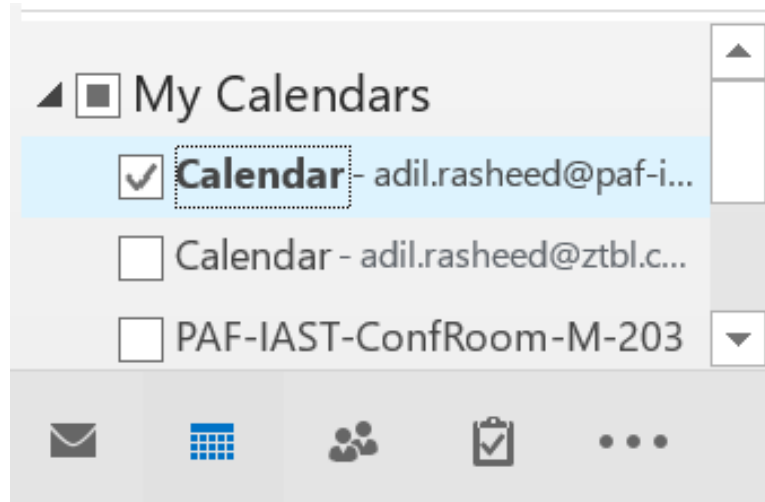 My Calendars
Calendar - adil.rasheed@paf-i...
Calendar - adil.rasheed@ztbl.c...
PAF-IAST-ConfRoom-M-203